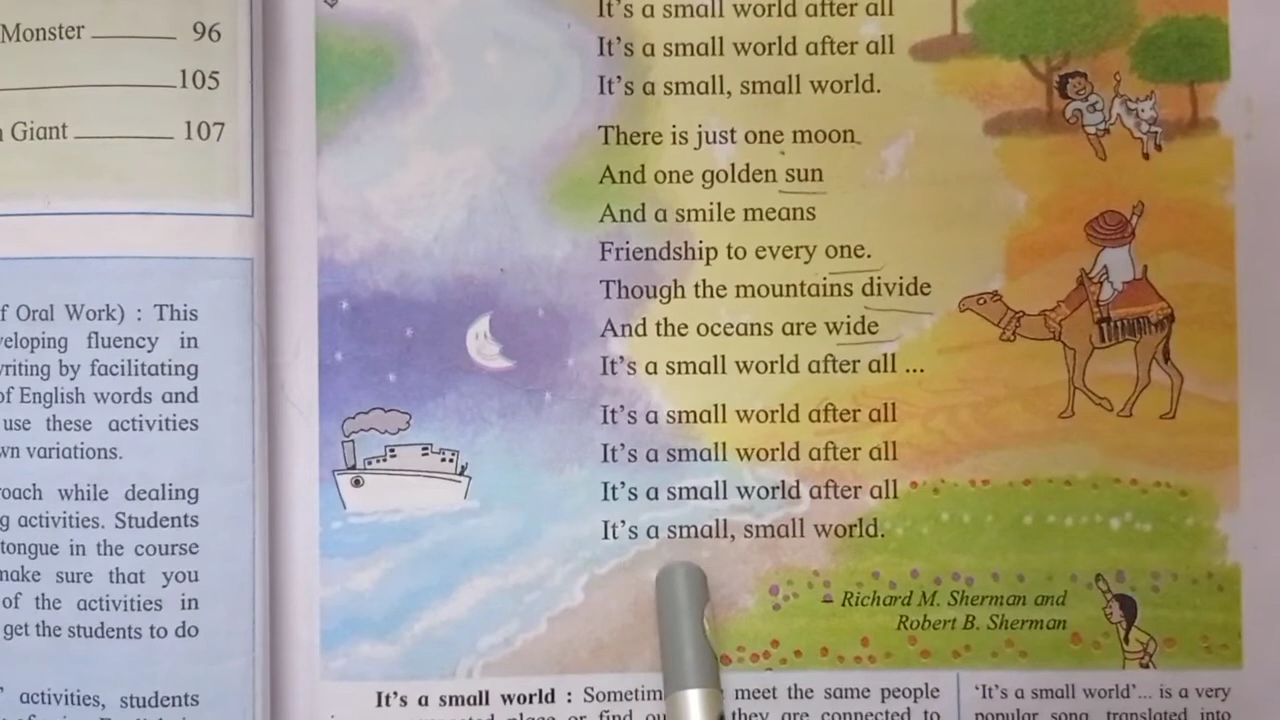 Monster 96
105
Giant 107
f Oral Work) : This
eloping fluency in
riting by facilitating
of English words and
use these activities
wn variations.
oach while dealing
g activities. Students
tongue in the course
make sure that you
of the activities in
get the students to do
activities, students
It's a small world after all
It's a small world after all
It's a small, small world.
There is just one moon
And one golden sun
And a smile means
Friendship to every one.
Though the mountains divide
And the oceans are wide
It's a small world after all ...
It's a small world after all
It's a small world after all
It's a small world after all
It's a small, small world.
– Richard M. Sherman and
Robert B. Sherman
It's a small world : Sometim meet the same people
place or find ou they are connected to
'It's a small world'... is a very
popular song, translated into